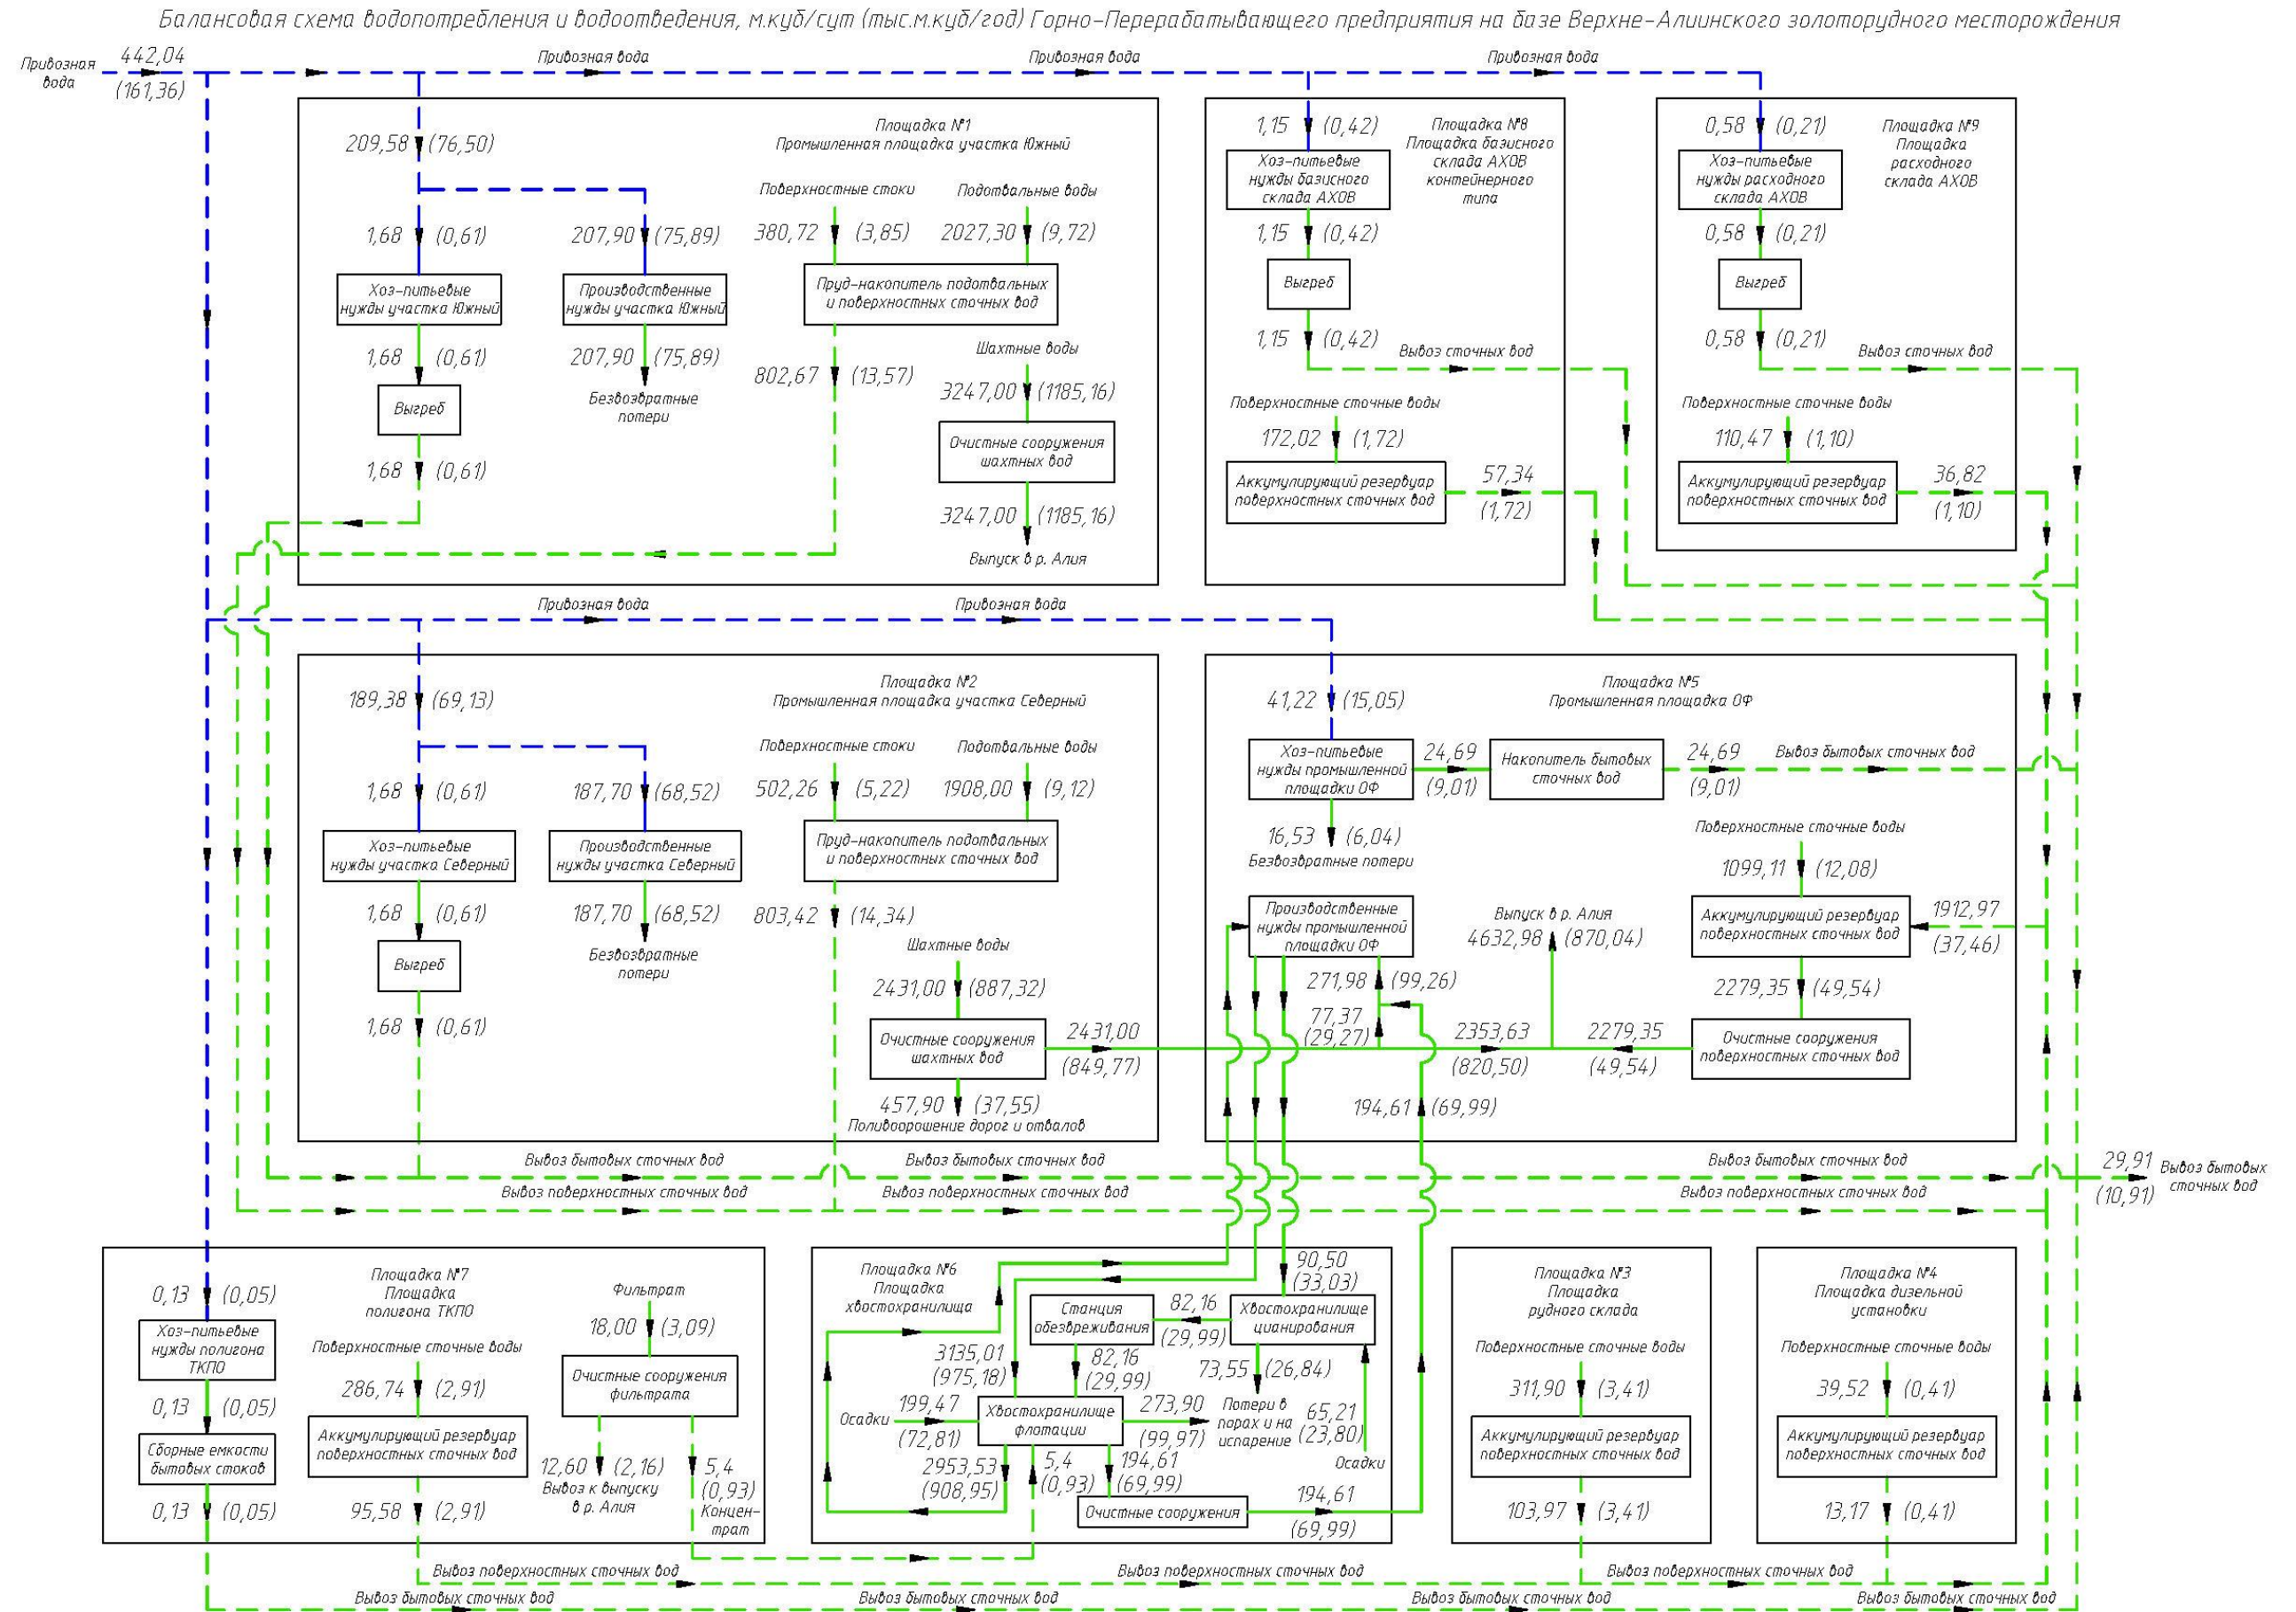 Балансовая схема водопотребления и водоотведения, м.куб/сут (тыс.м.куб/год) Горно-Перерабатывающего предприятия на базе Верхне-Алиинского золоторудного месторождения
Привозная
вода
442,04
(161,36)
Привозная вода
Привозная вода
Привозная вода
Площадка №1
Промышленная площадка участка Южный
209,58 (76,50)
1,68 (0,61)
207,90 (75,89)
Хоз-питьевые
нужды участка Южный
Производственные
нужды участка Южный
1,68 (0,61)
207,90 (75,89)
Безвозвратные
потери
Выгреб
1,68 (0,61)
Поверхностные стоки
380,72 (3,85)
Подотвальные воды
2027,30 (9,72)
Пруд-накопитель подотвальных
и поверхностных сточных вод
802,67 (13,57)
Шахтные воды
3247,00 (1185,16)
Очистные сооружения
шахтных вод
3247,00 (1185,16)
Выпуск в р. Алия
Площадка №8
Площадка базисного
склада АХОВ
контейнерного
типа
1,15 (0,42)
Хоз-питьевые
нужды базисного
склада АХОВ
1,15 (0,42)
Выгреб
1,15 (0,42)
Вывоз сточных вод
Поверхностные сточные воды
172,02 (1,72)
Аккумулирующий резервуар
поверхностных сточных вод
57,34
(1,72)
Площадка №9
Площадка
расходного
склада АХОВ
0,58 (0,21)
Хоз-питьевые
нужды расходного
склада АХОВ
0,58 (0,21)
Выгреб
0,58 (0,21)
Вывоз сточных вод
Поверхностные сточные воды
110,47 (1,10)
Аккумулирующий резервуар
поверхностных сточных вод
36,82
(1,10)
Привозная вода
Привозная вода
Площадка №2
Промышленная площадка участка Северный
189,38 (69,13)
1,68 (0,61)
187,70 (68,52)
Хоз-питьевые
нужды участка Северный
Производственные
нужды участка Северный
1,68 (0,61)
187,70 (68,52)
Безвозвратные
потери
Выгреб
1,68 (0,61)
Поверхностные стоки
502,26 (5,22)
Подотвальные воды
1908,00 (9,12)
Пруд-накопитель подотвальных
и поверхностных сточных вод
803,42 (14,34)
Шахтные воды
2431,00 (887,32)
Очистные сооружения
шахтных вод
2431,00
(849,77)
457,90 (37,55)
Поливоорошение дорог и отвалов
Площадка №5
Промышленная площадка ОФ
41,22 (15,05)
Хоз-питьевые
нужды промышленной
площадки ОФ
24,69
(9,01)
Накопитель бытовых
сточных вод
24,69
(9,01)
Вывоз бытовых сточных вод
16,53 (6,04)
Безвозвратные потери
Поверхностные сточные воды
1099,11 (12,08)
Производственные
нужды промышленной
площадки ОФ
Выпуск в р. Алия
4632,98 (870,04)
Аккумулирующий резервуар
поверхностных сточных вод
1912,97
(37,46)
271,98 (99,26)
77,37
(29,27)
2279,35 (49,54)
2353,63
(820,50)
2279,35
(49,54)
Очистные сооружения
поверхностных сточных вод
194,61 (69,99)
Вывоз бытовых сточных вод
Вывоз бытовых сточных вод
Вывоз бытовых сточных вод
29,91
(10,91)
Вывоз бытовых
сточных вод
Вывоз поверхностных сточных вод
Вывоз поверхностных сточных вод
Вывоз поверхностных сточных вод
Площадка №7
Площадка
полигона ТКПО
0,13 (0,05)
Хоз-питьевые
нужды полигона
ТКПО
0,13 (0,05)
Сборные емкости
бытовых стоков
0,13 (0,05)
Поверхностные сточные воды
286,74 (2,91)
Аккумулирующий резервуар
поверхностных сточных вод
95,58 (2,91)
Фильтрат
18,00 (3,09)
Очистные сооружения
фильтрата
12,60 (2,16)
Вывоз к выпуску
в р. Алия
5,4
(0,93)
Концен-
трат
Площадка №6
Площадка
хвостохранилища
90,50
(33,03)
Станция
обезвреживания
82,16
(29,99)
Хвостохранилище
цианирования
3135,01
(975,18)
82,16
(29,99)
73,55 (26,84)
Потери в
порах и на
испарение
65,21
(23,80)
Осадки
Осадки
199,47
(72,81)
Хвостохранилище
флотации
273,90
(99,97)
2953,53
(908,95)
5,4
(0,93)
194,61
(69,99)
Очистные сооружения
194,61
(69,99)
Площадка №3
Площадка
рудного склада
Поверхностные сточные воды
311,90 (3,41)
Аккумулирующий резервуар
поверхностных сточных вод
103,97 (3,41)
Площадка №4
Площадка дизельной
установки
Поверхностные сточные воды
39,52 (0,41)
Аккумулирующий резервуар
поверхностных сточных вод
13,17 (0,41)
Вывоз поверхностных сточных вод
Вывоз поверхностных сточных вод
Вывоз поверхностных сточных вод
Вывоз бытовых сточных вод
Вывоз бытовых сточных вод
Вывоз бытовых сточных вод
Вывоз бытовых сточных вод